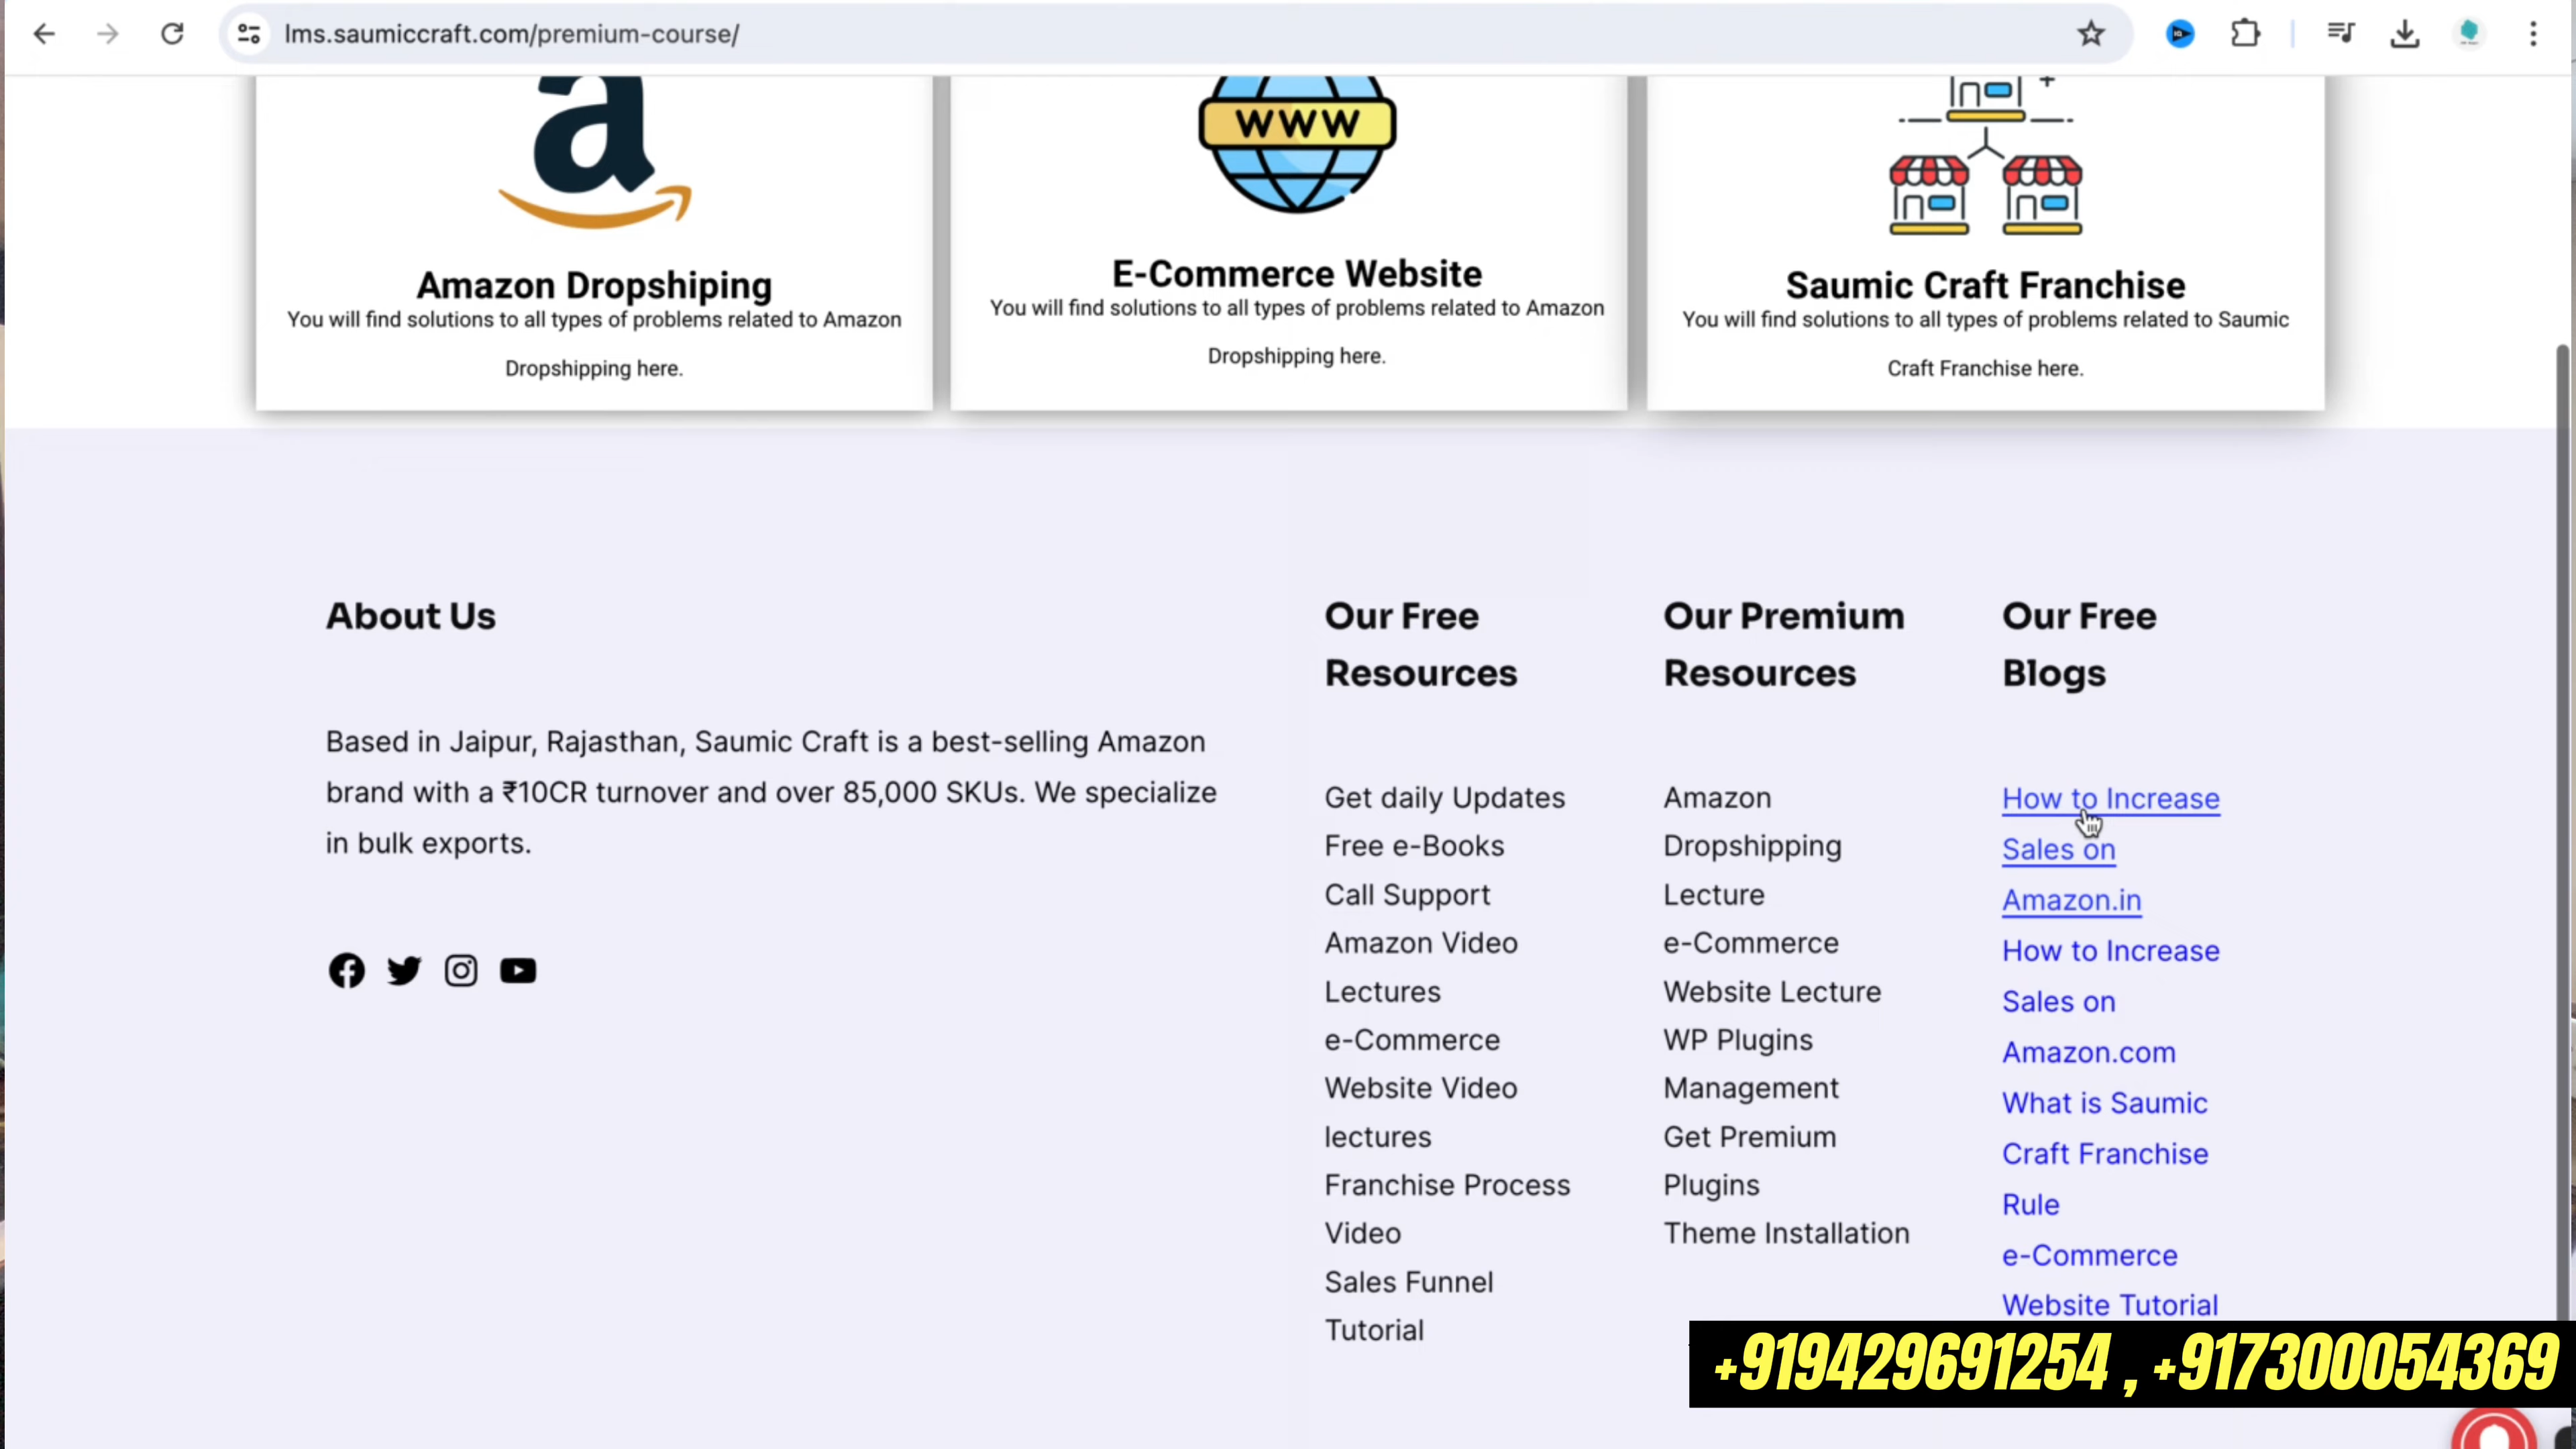 lms.saumiccraft.com/premium-course/
a
WWW
Amazon Dropshiping
You will find solutions to all types of problems related to Amazon
Dropshipping here.
E-Commerce Website
You will find solutions to all types of problems related to Amazon
Dropshipping here.
Saumic Craft Franchise
You will find solutions to all types of problems related to Saumic
Craft Franchise here.
About Us
Based in Jaipur, Rajasthan, Saumic Craft is a best-selling Amazon
brand with a ₹10CR turnover and over 85,000 SKUs. We specialize
in bulk exports.
Our Free
Resources
Get daily Updates
Free e-Books
Call Support
Amazon Video
Lectures
e-Commerce
Website Video
lectures
Franchise Process
Video
Sales Funnel
Tutorial
Our Premium
Resources
Amazon
Dropshipping
Lecture
e-Commerce
Website Lecture
WP Plugins
Management
Get Premium
Plugins
Theme Installation
Our Free
Blogs
How to Increase
Sales on
Amazon.in
How to Increase
Sales on
Amazon.com
What is Saumic
Craft Franchise
Rule
e-Commerce
Website Tutorial
+919429691254 , +917300054369